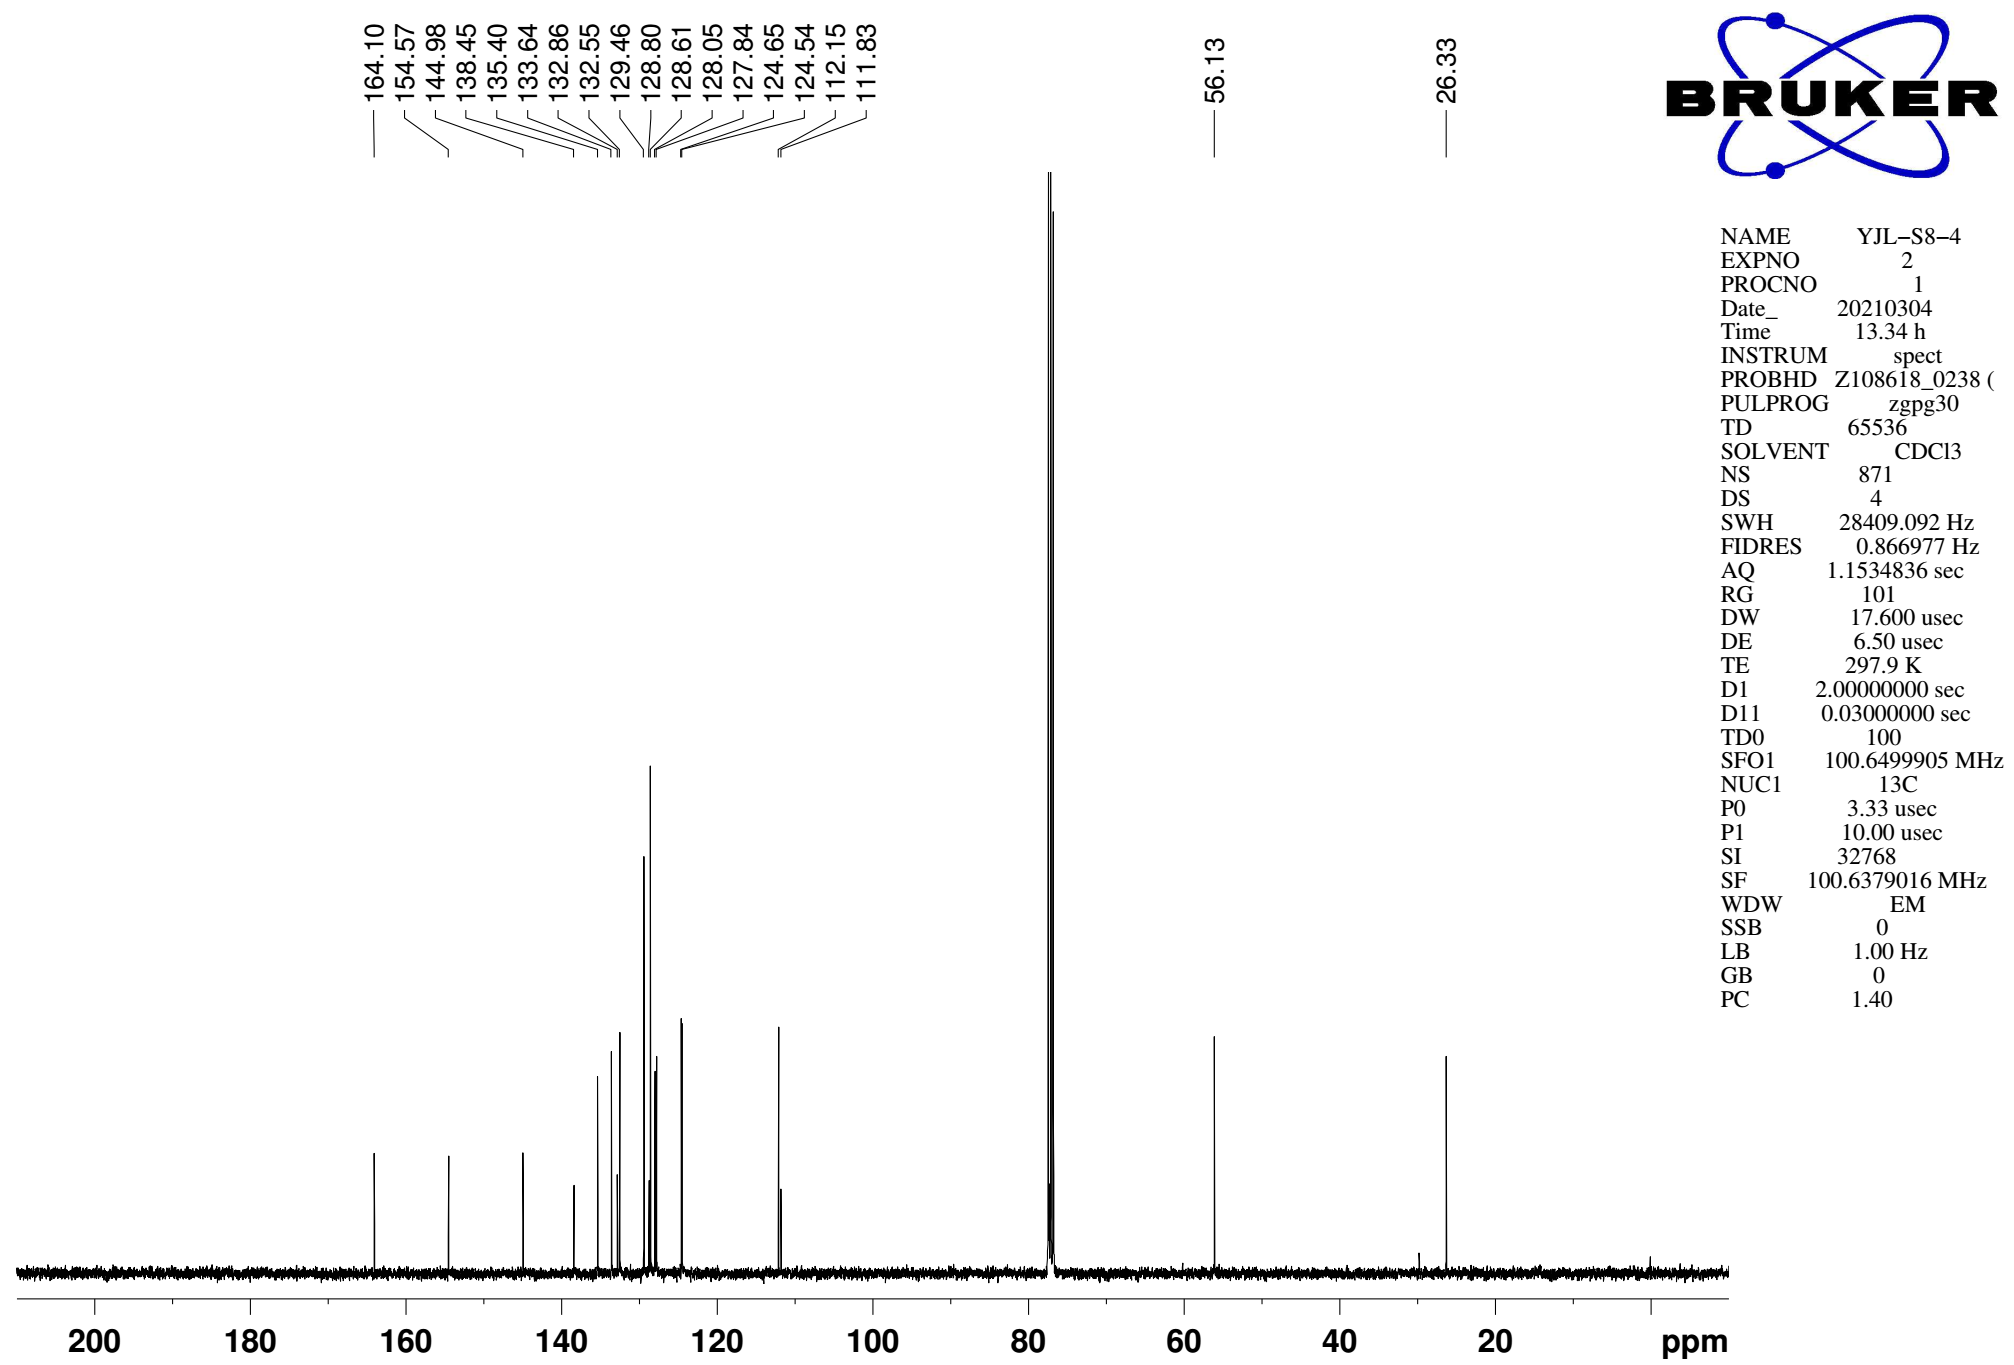 164.10
154.57
144.98
138.45
135.40
133.64
132.86
132.55
129.46
128.80
128.61
128.05
127.84
124.65
124.54
112.15
111.83
56.13
26.33
BRUKER
NAME YJL−S8−4
EXPNO 2
PROCNO 1
Date_ 20210304
Time 13.34 h
INSTRUM spect
PROBHD Z108618_0238 (
PULPROG zgpg30
TD 65536
SOLVENT CDCl3
NS 871
DS 4
SWH 28409.092 Hz
FIDRES 0.866977 Hz
AQ 1.1534836 sec
RG 101
DW 17.600 usec
DE 6.50 usec
TE 297.9 K
D1 2.00000000 sec
D11 0.03000000 sec
TD0 100
SFO1 100.6499905 MHz
NUC1 13C
P0 3.33 usec
P1 10.00 usec
SI 32768
SF 100.6379016 MHz
WDW EM
SSB 0
LB 1.00 Hz
GB 0
PC 1.40
200 180 160 140 120 100 80 60 40 20 ppm